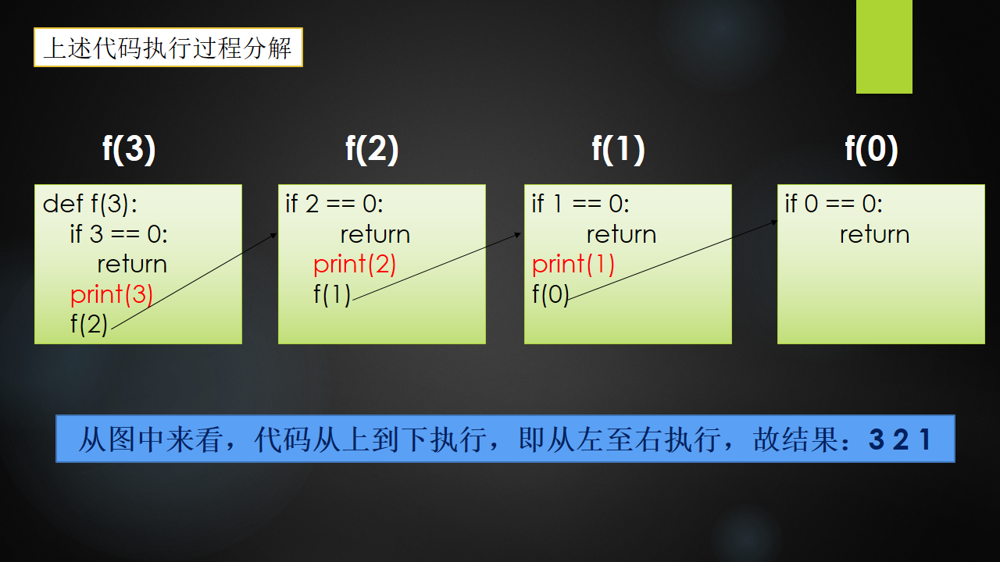 上述代码执行过程分解
f(3)
f(2)
f(1)
f(0)
def f(3):
if 3 == 0:
return
print(3)
f(2)
if 2 == 0:
return
print(2)
f(1)
if 1 == 0:
return
print(1)
f(0)
if 0 == 0:
return
从图中来看，代码从上到下执行，即从左至右执行，故结果：3 2 1